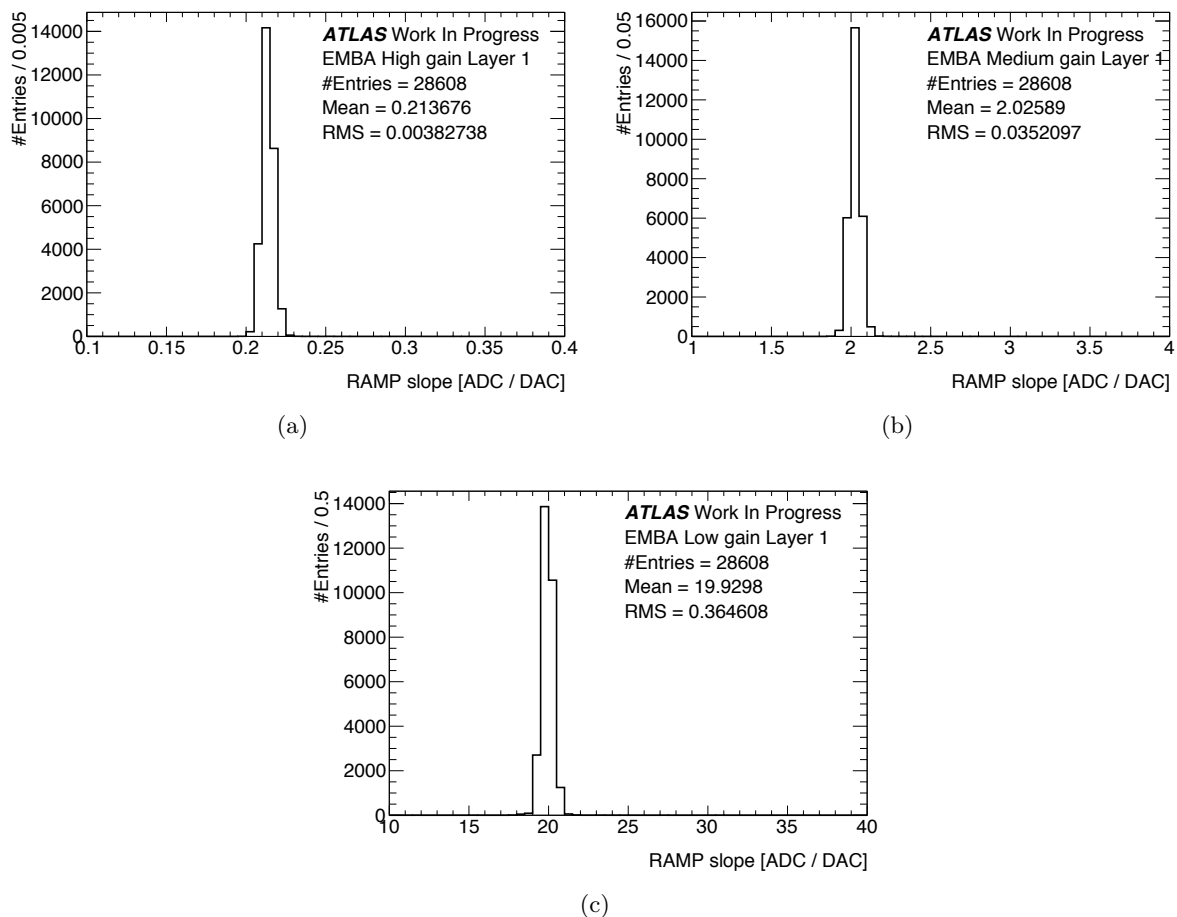 #Entries / 0.005
14000
12000
10000
8000
6000
4000
2000
0
0.1 0.15 0.2 0.25 0.3 0.35 0.4
RAMP slope [ADC / DAC]
ATLAS Work In Progress
EMBA High gain Layer 1
#Entries = 28608
Mean = 0.213676
RMS = 0.00382738
(a)
#Entries / 0.05
16000
14000
12000
10000
8000
6000
4000
2000
0
1 1.5 2 2.5 3 3.5 4
RAMP slope [ADC / DAC]
ATLAS Work In Progress
EMBA Medium gain Layer 1
#Entries = 28608
Mean = 2.02589
RMS = 0.0352097
(b)
#Entries / 0.5
14000
12000
10000
8000
6000
4000
2000
0
10 15 20 25 30 35 40
RAMP slope [ADC / DAC]
ATLAS Work In Progress
EMBA Low gain Layer 1
#Entries = 28608
Mean = 19.9298
RMS = 0.364608
(c)